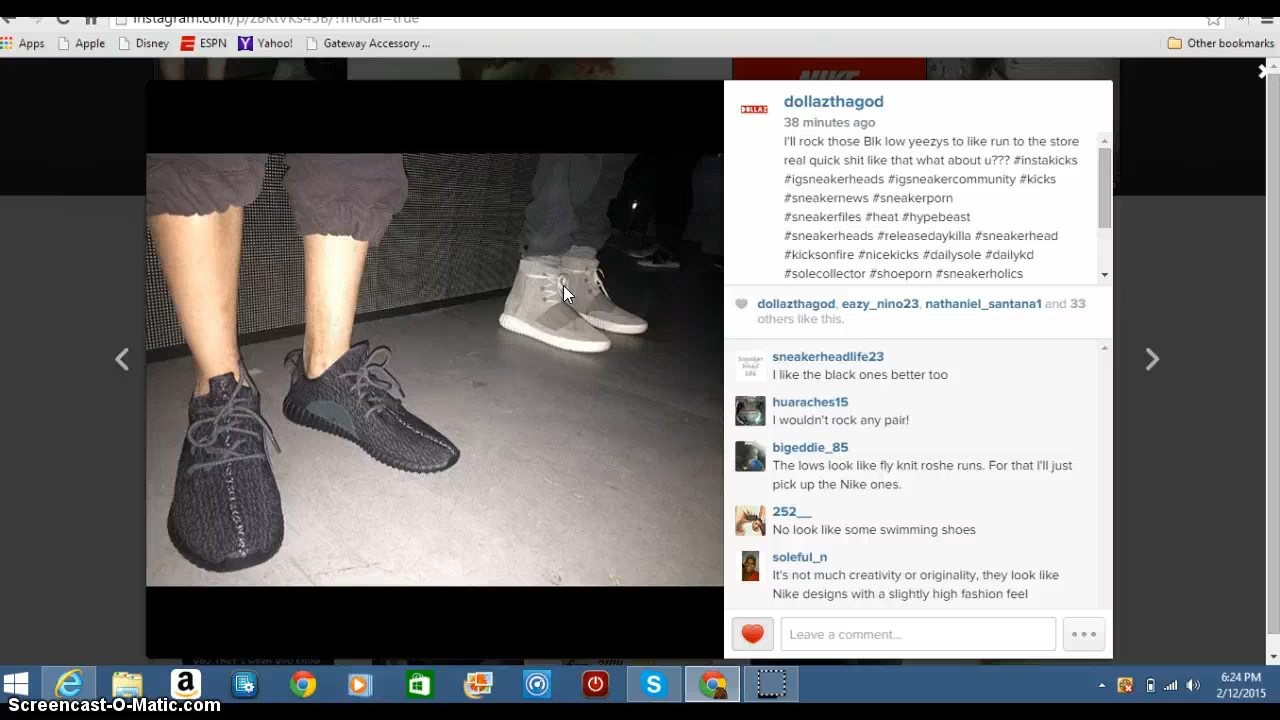 Apps Apple Disney ESPN Yahoo! Gateway Accessory ... Other bookmarks
NIKE
DOLLAZ
dollazthagod
38 minutes ago
I'll rock those Blk low yeezys to like run to the store
real quick shit like that what about u??? #instakicks
#igsneakerheads #igsneakercommunity #kicks
#sneakernews #sneakerporn
#sneakerfiles #heat #hypebeast
#sneakerheads #releasedaykilla #sneakerhead
#kicksonfire #nicekicks #dailysole #dailykd
#solecollector #shoeporn #sneakerholics
dollazthagod, eazy_nino23, nathaniel_santana1 and 33
others like this.
Sneaker
Head
Life
sneakerheadlife23
I like the black ones better too
huaraches15
I wouldn't rock any pair!
bigeddie_85
The lows look like fly knit roshe runs. For that I'll just
pick up the Nike ones.
252__
No look like some swimming shoes
soleful_n
It's not much creativity or originality, they look like
Nike designs with a slightly high fashion feel
Leave a comment...
6:24 PM
2/12/2015
Screencast-O-Matic.com